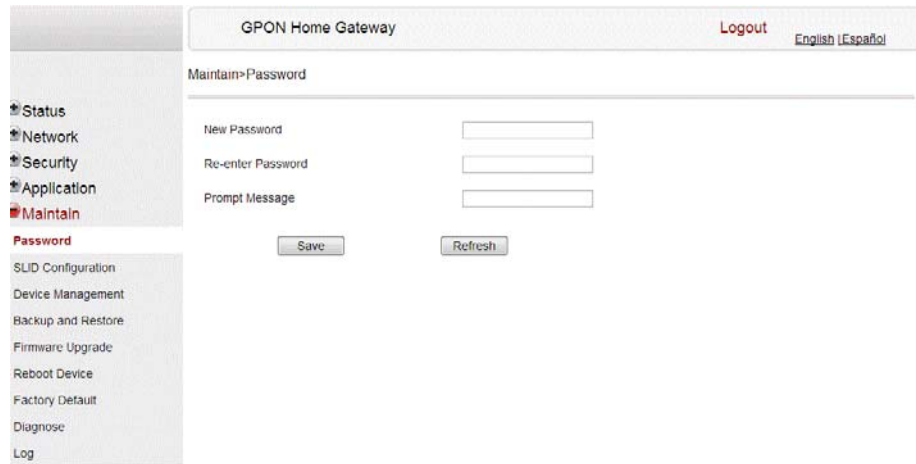 GPON Home Gateway
Logout
English | Español
Maintain>Password
Status
Network
Security
Application
Maintain
Password
SLID Configuration
Device Management
Backup and Restore
Firmware Upgrade
Reboot Device
Factory Default
Diagnose
Log
New Password
Re-enter Password
Prompt Message
Save Refresh